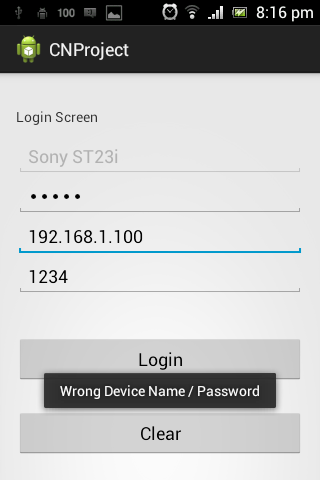 100
8:16 pm
CNProject
Login Screen
Sony ST23i
•••••
192.168.1.100
1234
Login
Wrong Device Name / Password
Clear